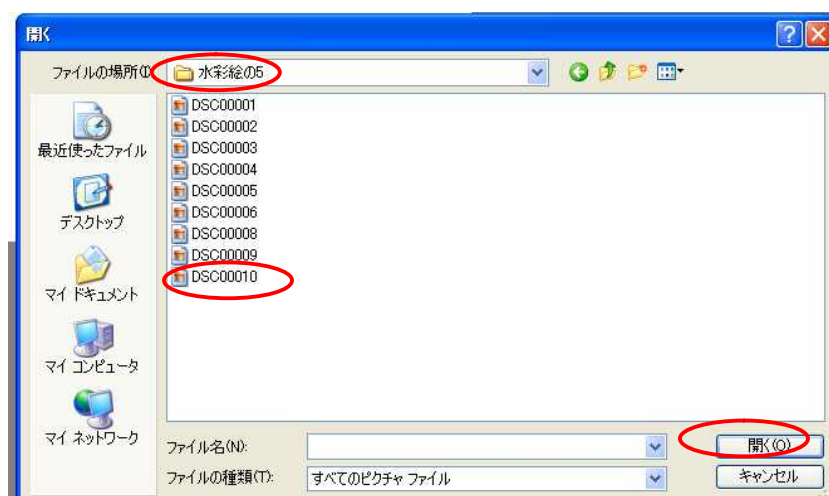 開く
ファイルの場所(I)
水彩絵の5
DSC00001
DSC00002
DSC00003
DSC00004
DSC00005
DSC00006
DSC00008
DSC00009
DSC00010
最近使ったファイル
デスクトップ
マイ ドキュメント
マイ コンピュータ
マイ ネットワーク
ファイル名(N):
開く(O)
ファイルの種類(T):
すべてのピクチャ ファイル
キャンセル